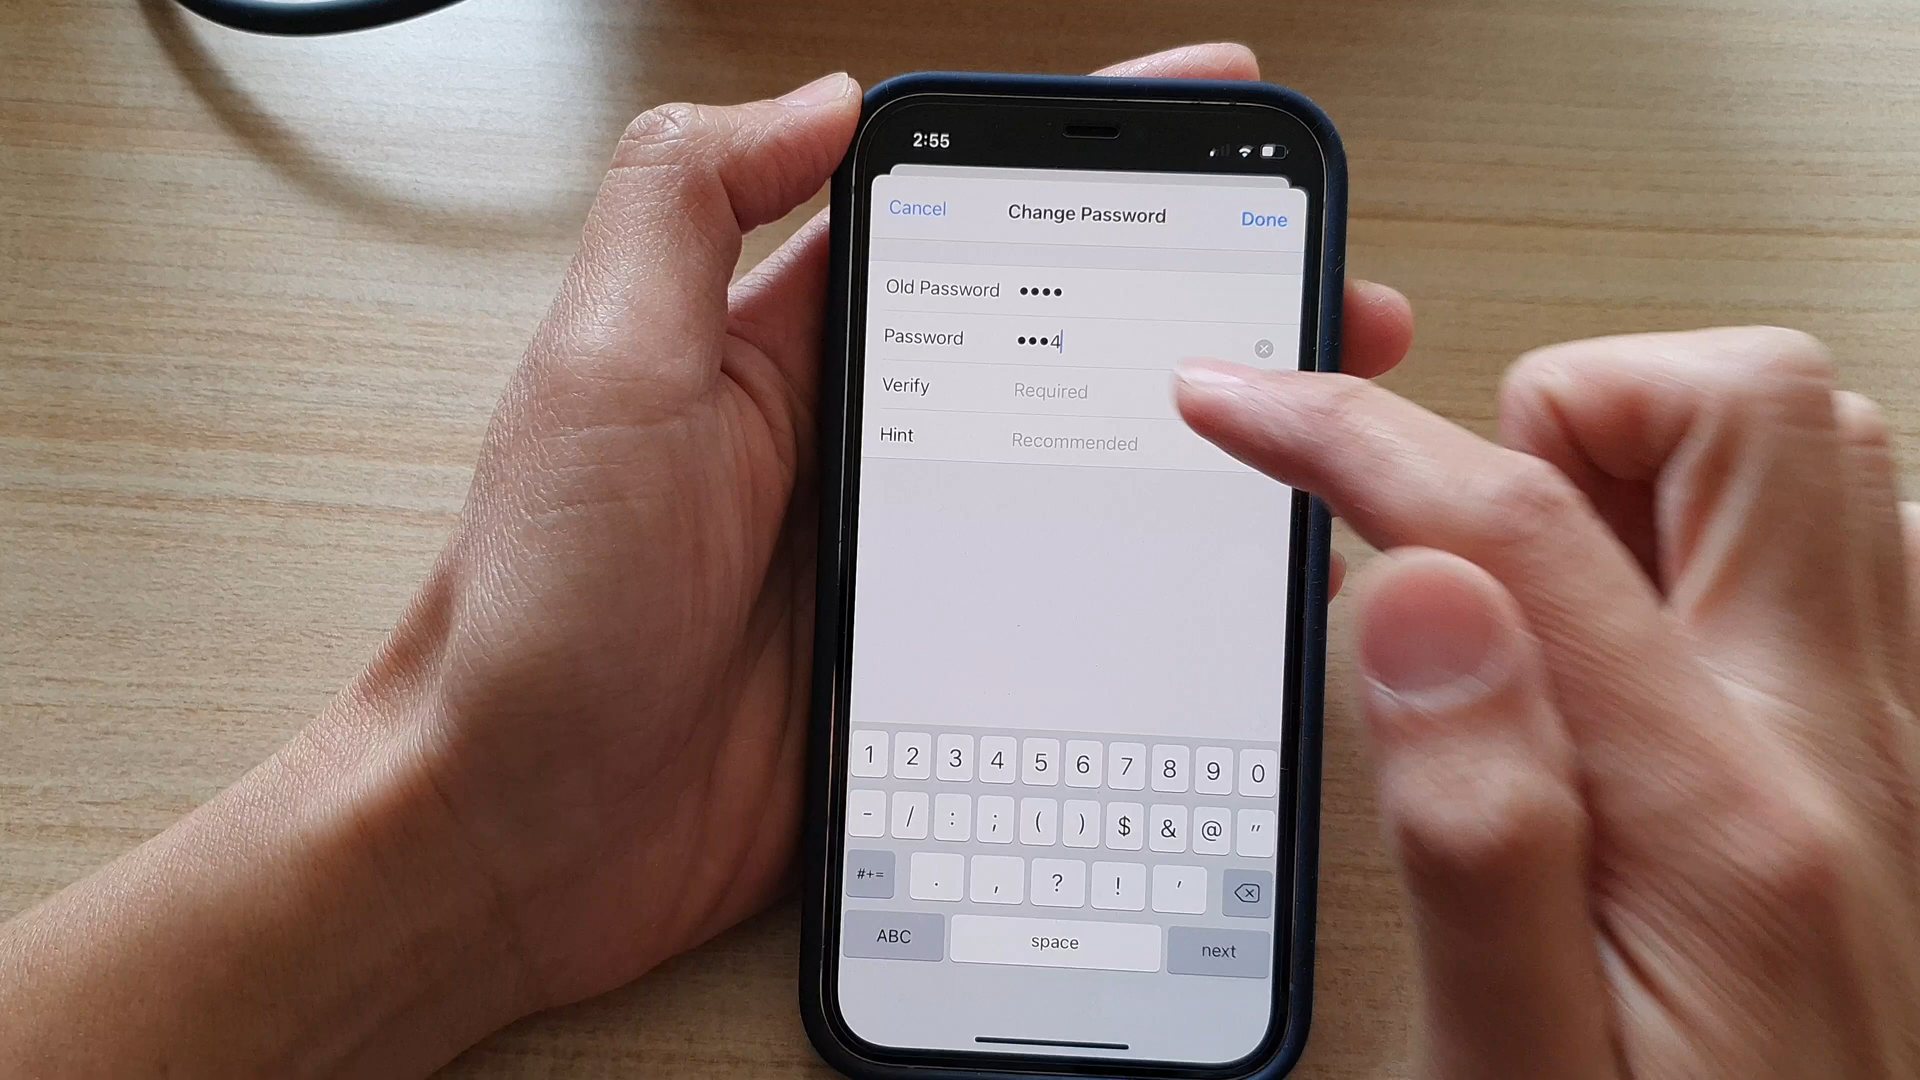 2:55
Cancel Change Password Done
Old Password ••••
Password •••4
Verify Required
Hint Recommended
1 2 3 4 5 6 7 8 9 0
- / : ; ( ) $ & @ "
#+= . , ? ! '
ABC space next